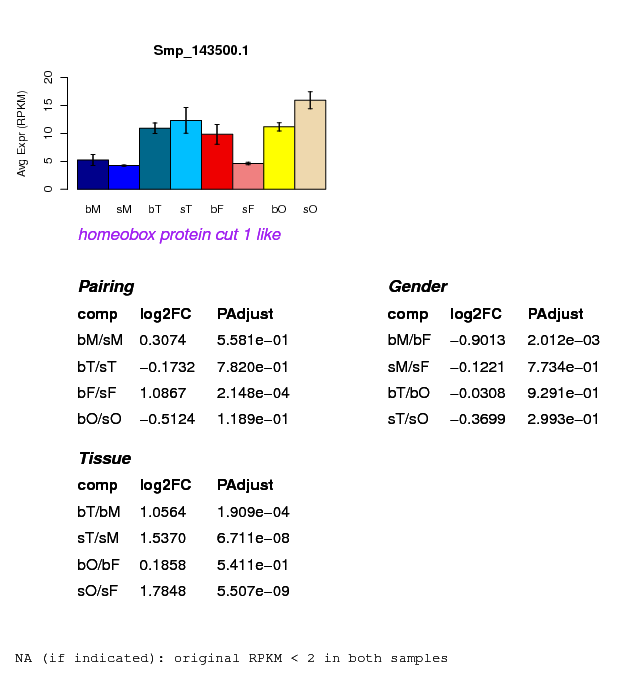 Smp_143500.1
Avg Expr (RPKM)
0 5 10 15 20
bM sM bT sT bF sF bO sO
homeobox protein cut 1 like
Pairing
comp log2FC PAdjust
bM/sM 0.3074 5.581e−01
bT/sT −0.1732 7.820e−01
bF/sF 1.0867 2.148e−04
bO/sO −0.5124 1.189e−01
Gender
comp log2FC PAdjust
bM/bF −0.9013 2.012e−03
sM/sF −0.1221 7.734e−01
bT/bO −0.0308 9.291e−01
sT/sO −0.3699 2.993e−01
Tissue
comp log2FC PAdjust
bT/bM 1.0564 1.909e−04
sT/sM 1.5370 6.711e−08
bO/bF 0.1858 5.411e−01
sO/sF 1.7848 5.507e−09
NA (if indicated): original RPKM < 2 in both samples